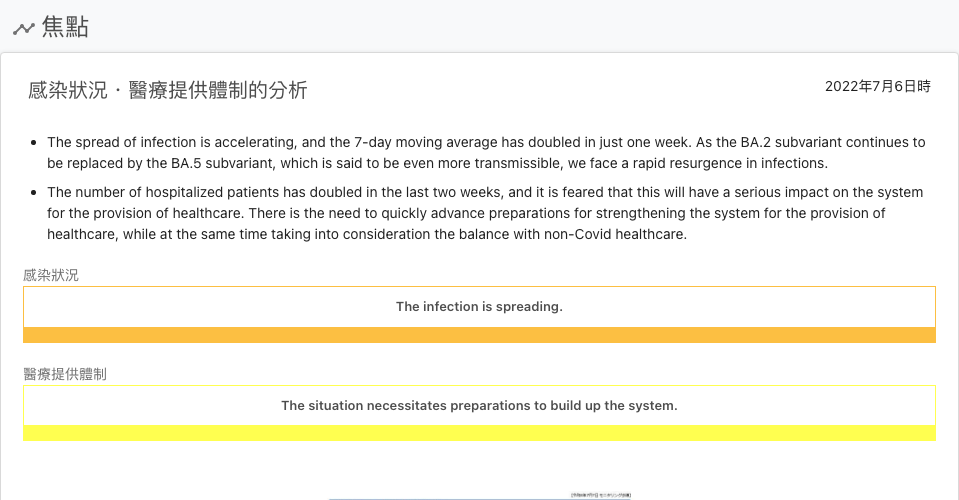 焦點
感染狀況・醫療提供體制的分析
2022年7月6日時
The spread of infection is accelerating, and the 7-day moving average has doubled in just one week. As the BA.2 subvariant continues to
be replaced by the BA.5 subvariant, which is said to be even more transmissible, we face a rapid resurgence in infections.
The number of hospitalized patients has doubled in the last two weeks, and it is feared that this will have a serious impact on the system
for the provision of healthcare. There is the need to quickly advance preparations for strengthening the system for the provision of
healthcare, while at the same time taking into consideration the balance with non-Covid healthcare.
感染狀況
The infection is spreading.
醫療提供體制
The situation necessitates preparations to build up the system.